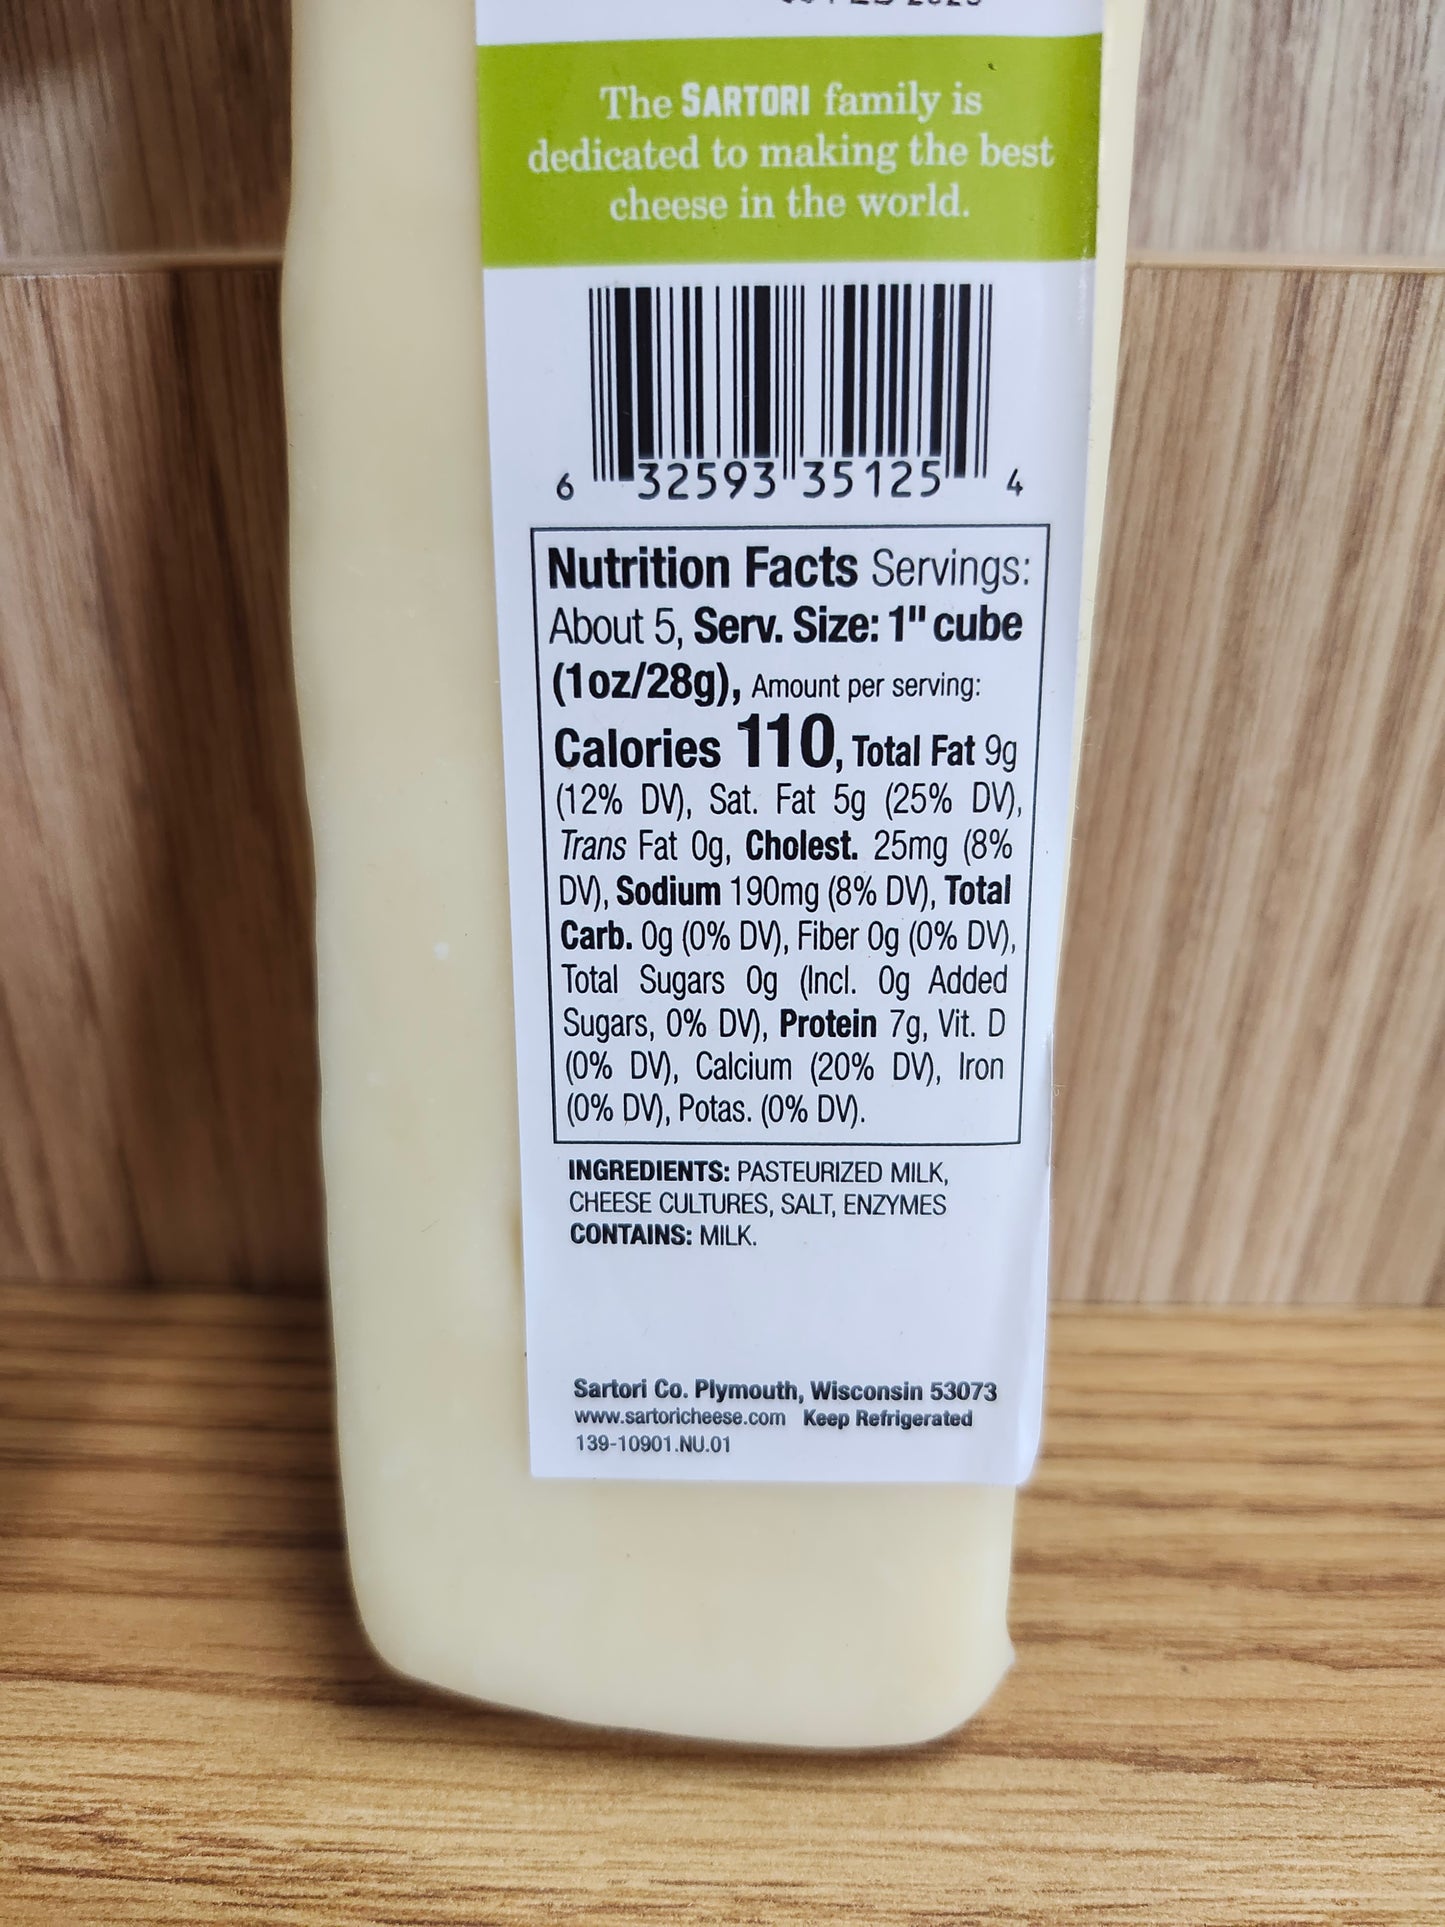 The SARTORI family is
dedicated to making the best
cheese in the world.
6 32593 35125 4
Nutrition Facts Servings:
About 5, Serv. Size: 1" cube
(1oz/28g), Amount per serving:
Calories 110, Total Fat 9g
(12% DV), Sat. Fat 5g (25% DV),
Trans Fat 0g, Cholest. 25mg (8%
DV), Sodium 190mg (8% DV), Total
Carb. 0g (0% DV), Fiber 0g (0% DV),
Total Sugars 0g (Incl. 0g Added
Sugars, 0% DV), Protein 7g, Vit. D
(0% DV), Calcium (20% DV), Iron
(0% DV), Potas. (0% DV).
INGREDIENTS: PASTEURIZED MILK,
CHEESE CULTURES, SALT, ENZYMES
CONTAINS: MILK.
Sartori Co. Plymouth, Wisconsin 53073
www.sartoricheese.com Keep Refrigerated
139-10901.NU.01